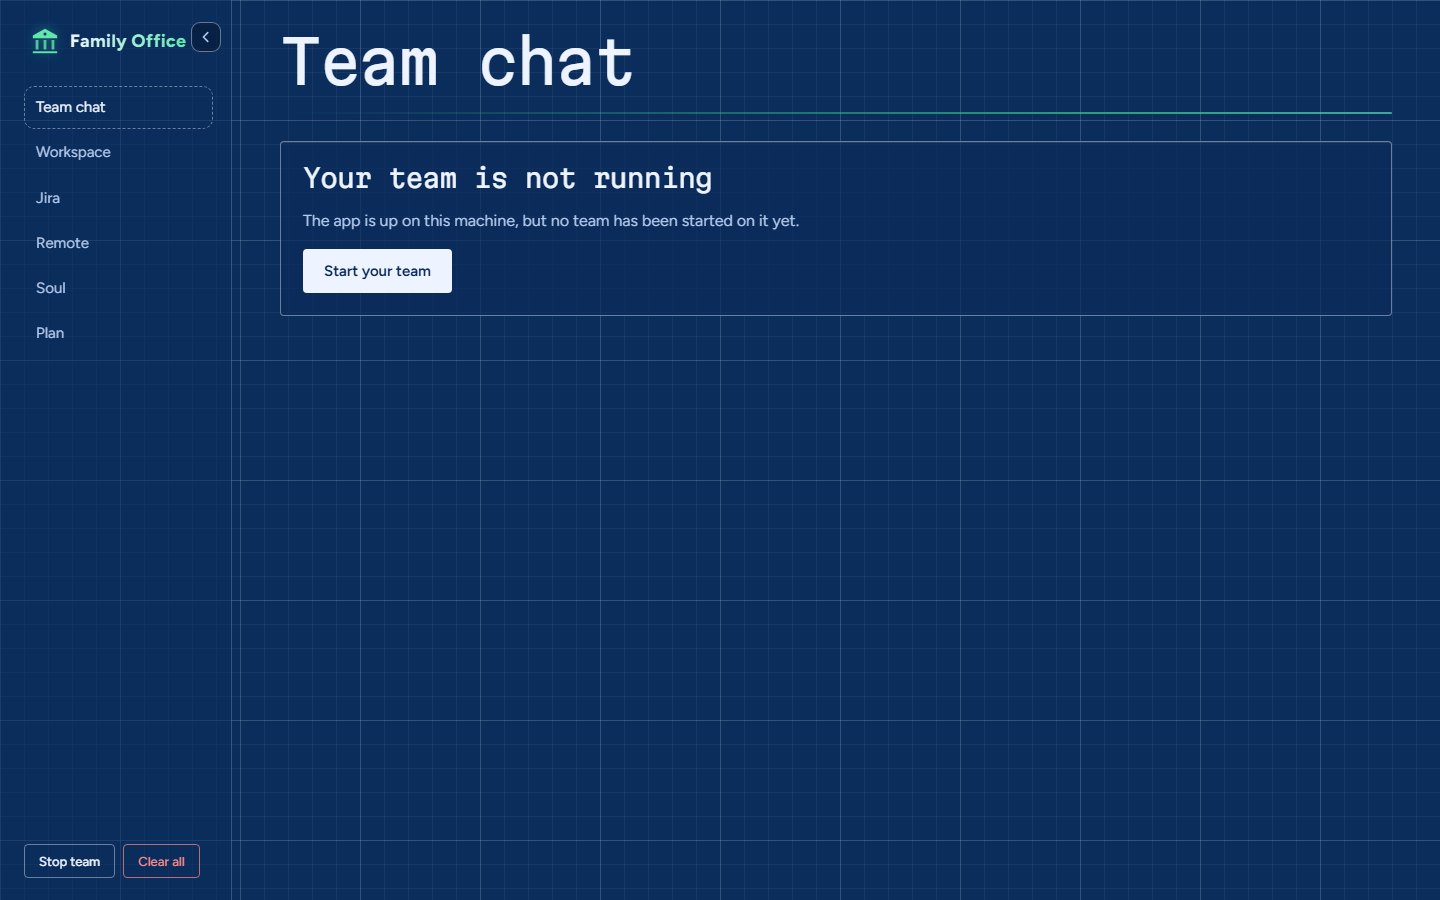 Family Office
Team chat
Workspace
Jira
Remote
Soul
Plan
Stop team
Clear all
Team chat
Your team is not running
The app is up on this machine, but no team has been started on it yet.
Start your team